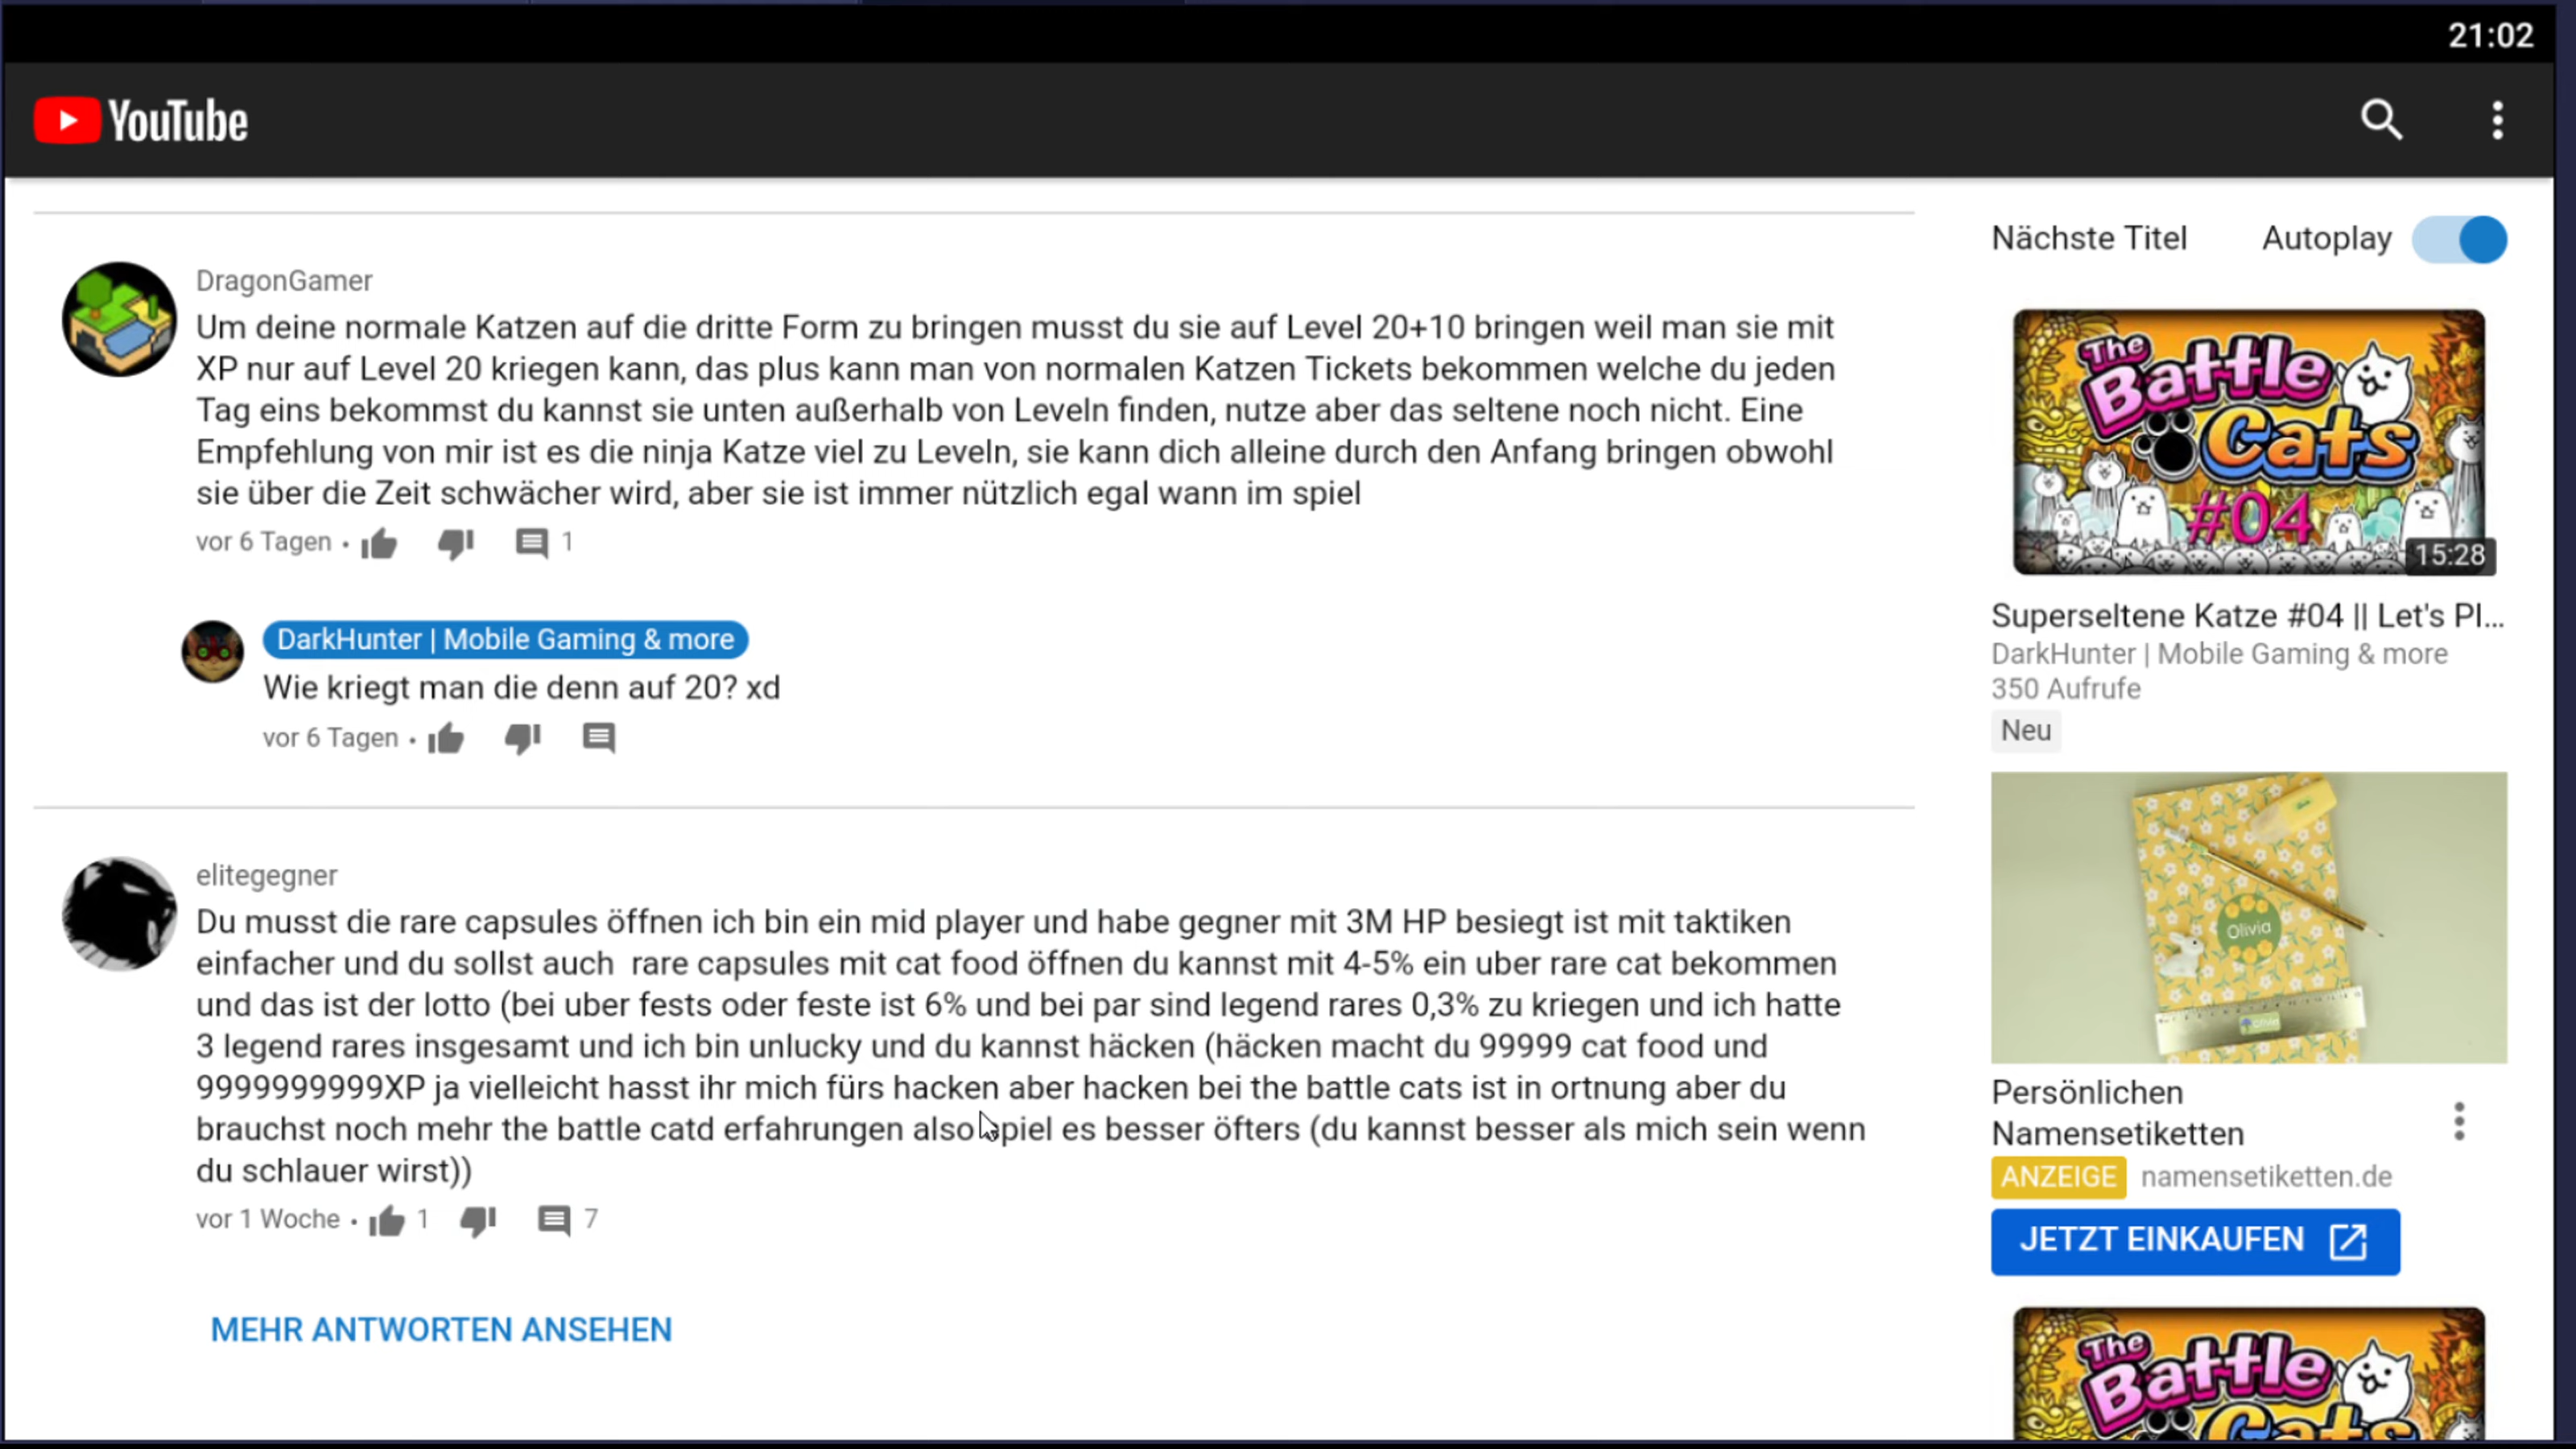 21:02
YouTube
Nächste Titel
Autoplay
DragonGamer
Um deine normale Katzen auf die dritte Form zu bringen musst du sie auf Level 20+10 bringen weil man sie mit
XP nur auf Level 20 kriegen kann, das plus kann man von normalen Katzen Tickets bekommen welche du jeden
Tag eins bekommst du kannst sie unten außerhalb von Leveln finden, nutze aber das seltene noch nicht. Eine
Empfehlung von mir ist es die ninja Katze viel zu Leveln, sie kann dich alleine durch den Anfang bringen obwohl
sie über die Zeit schwächer wird, aber sie ist immer nützlich egal wann im spiel
vor 6 Tagen •
1
DarkHunter | Mobile Gaming & more
Wie kriegt man die denn auf 20? xd
vor 6 Tagen •
elitegegner
Du musst die rare capsules öffnen ich bin ein mid player und habe gegner mit 3M HP besiegt ist mit taktiken
einfacher und du sollst auch  rare capsules mit cat food öffnen du kannst mit 4-5% ein uber rare cat bekommen
und das ist der lotto (bei uber fests oder feste ist 6% und bei par sind legend rares 0,3% zu kriegen und ich hatte
3 legend rares insgesamt und ich bin unlucky und du kannst häcken (häcken macht du 99999 cat food und
9999999999XP ja vielleicht hasst ihr mich fürs hacken aber hacken bei the battle cats ist in ortnung aber du
brauchst noch mehr the battle catd erfahrungen also spiel es besser öfters (du kannst besser als mich sein wenn
du schlauer wirst))
vor 1 Woche •
1
7
MEHR ANTWORTEN ANSEHEN
The
Battle
Cats
#04
15:28
Superseltene Katze #04 || Let's Pl...
DarkHunter | Mobile Gaming & more
350 Aufrufe
Neu
Olivia
Persönlichen
Namensetiketten
ANZEIGE
namensetiketten.de
JETZT EINKAUFEN
The
Battle
Cats